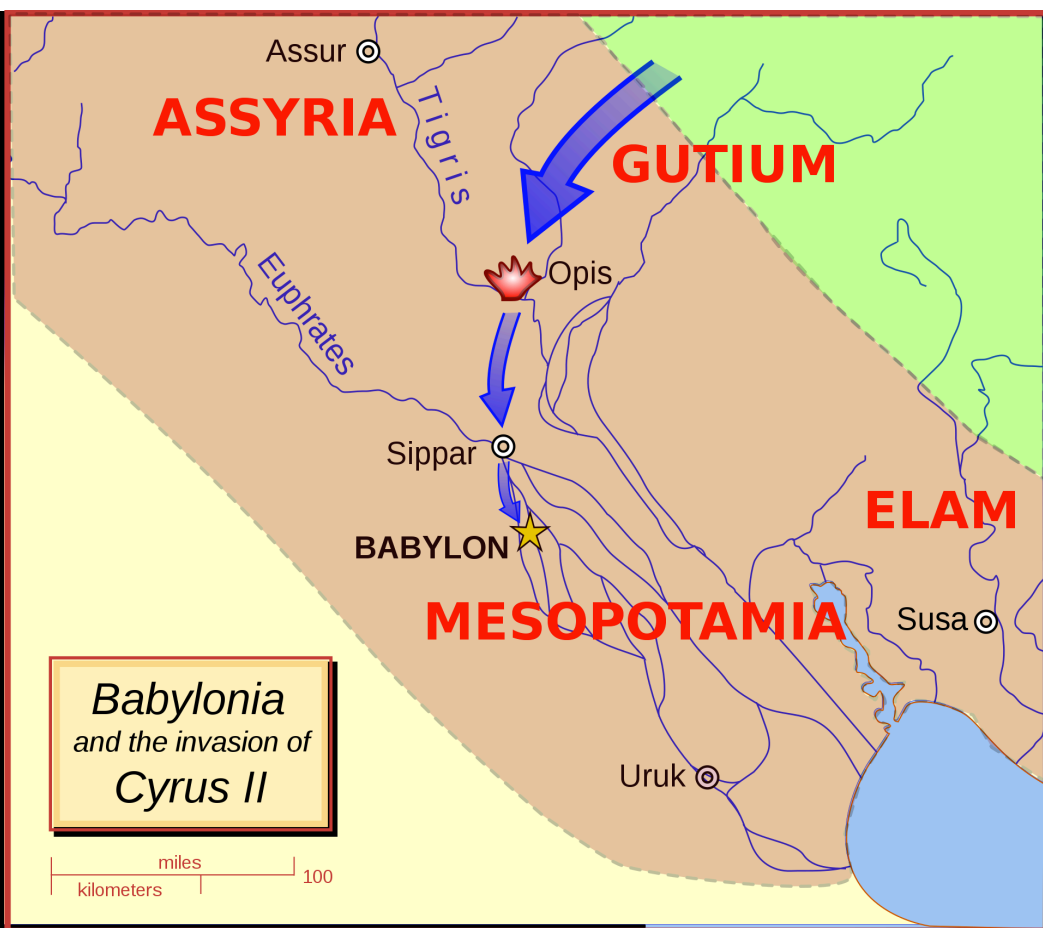 Assur
ASSYRIA
Tigris
GUTIUM
Opis
Euphrates
Sippar
ELAM
BABYLON
MESOPOTAMIA
Susa
Babylonia
and the invasion of
Cyrus II
Uruk
miles
kilometers
100